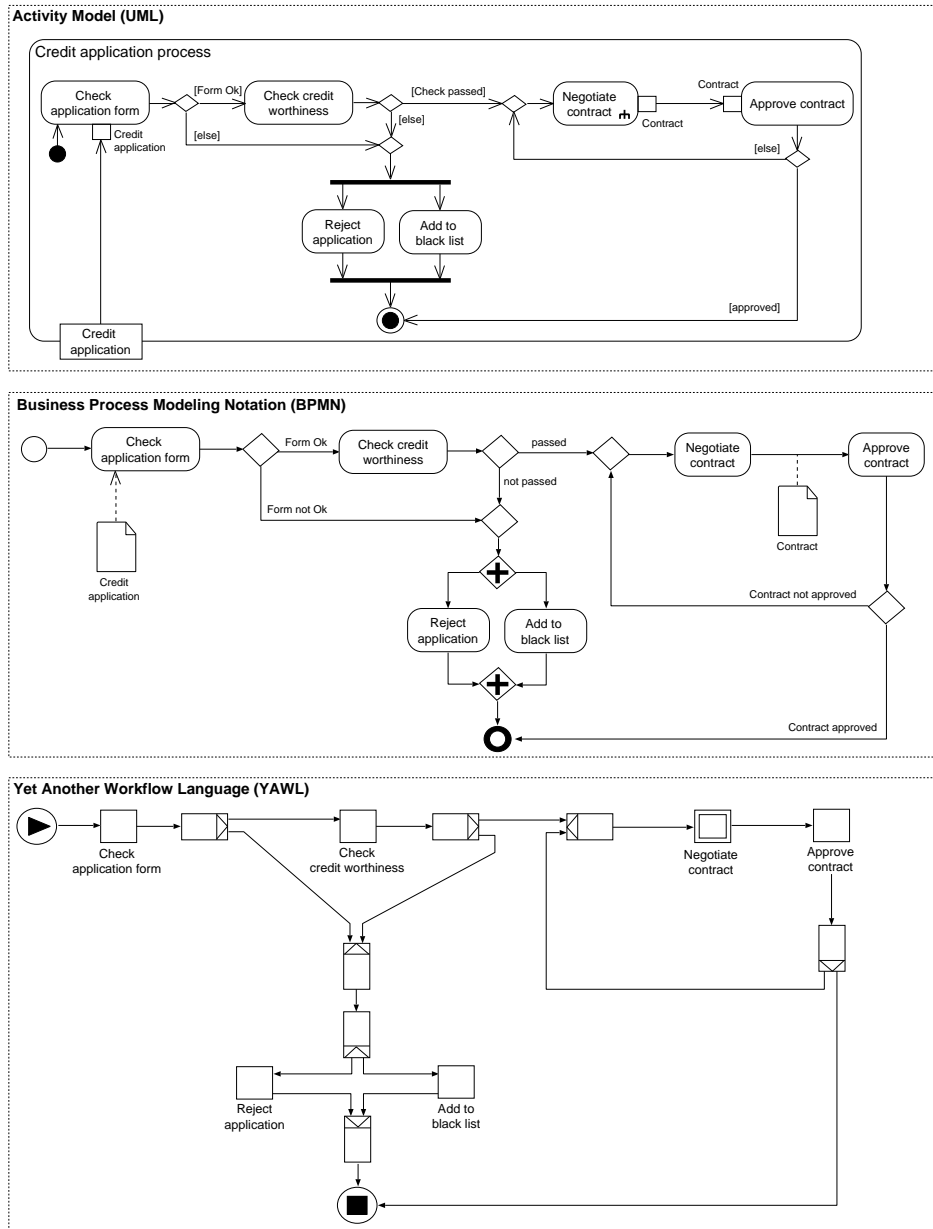 Activity Model (UML)
Credit application process
Check
application form
[Form Ok]
Check credit
worthiness
[Check passed]
Negotiate
contract
Contract
Contract
Approve contract
[else]
[else]
[else]
Credit
application
Reject
application
Add to
black list
[approved]
Credit
application
Business Process Modeling Notation (BPMN)
Check
application form
Form Ok
Check credit
worthiness
passed
Negotiate
contract
Approve
contract
not passed
Form not Ok
Credit
application
Contract
Contract not approved
Reject
application
Add to
black list
Contract approved
Yet Another Workflow Language (YAWL)
Check
application form
Check
credit worthiness
Negotiate
contract
Approve
contract
Reject
application
Add to
black list